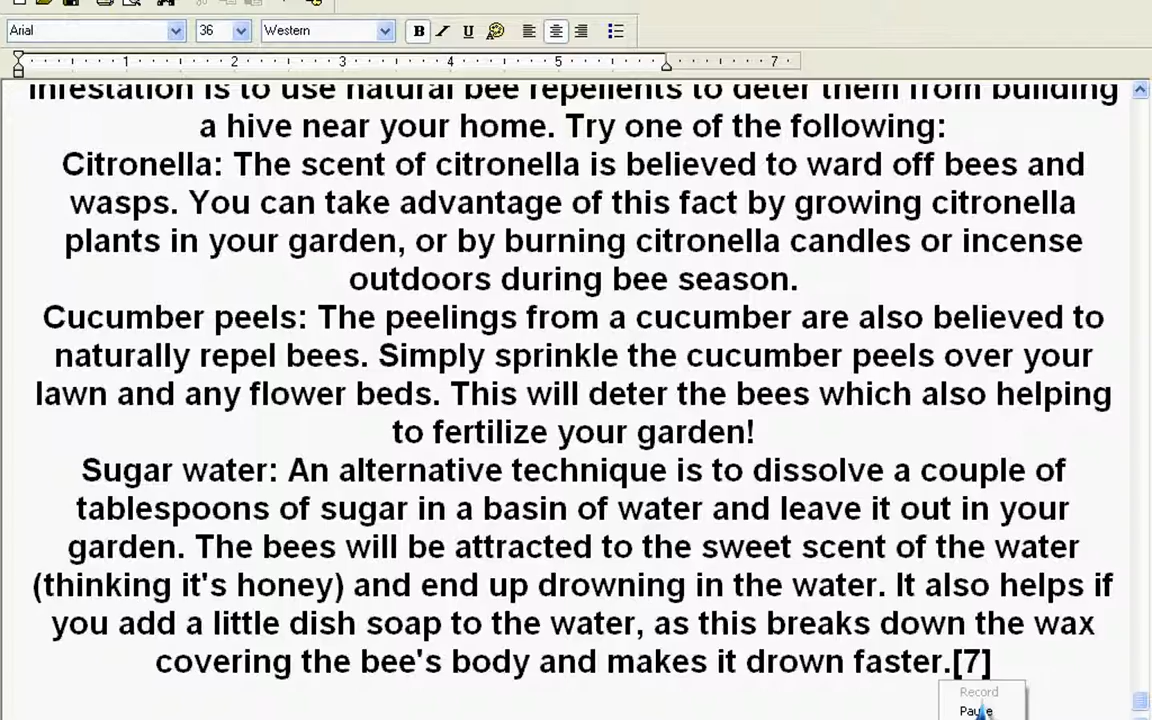 Arial 36 Western B I U
1 2 3 4 5 7
infestation is to use natural bee repellents to deter them from building
a hive near your home. Try one of the following:
Citronella: The scent of citronella is believed to ward off bees and
wasps. You can take advantage of this fact by growing citronella
plants in your garden, or by burning citronella candles or incense
outdoors during bee season.
Cucumber peels: The peelings from a cucumber are also believed to
naturally repel bees. Simply sprinkle the cucumber peels over your
lawn and any flower beds. This will deter the bees which also helping
to fertilize your garden!
Sugar water: An alternative technique is to dissolve a couple of
tablespoons of sugar in a basin of water and leave it out in your
garden. The bees will be attracted to the sweet scent of the water
(thinking it's honey) and end up drowning in the water. It also helps if
you add a little dish soap to the water, as this breaks down the wax
covering the bee's body and makes it drown faster.[7]
Record
Pause